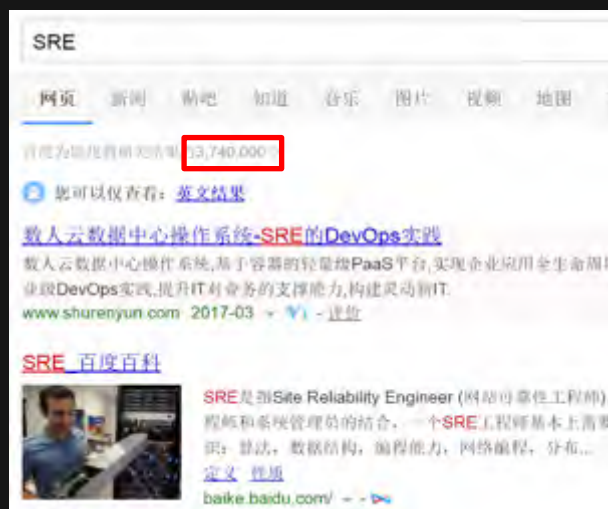 SRE
网页 新闻 贴吧 知道 音乐 图片 视频 地图
百度为您找到相关结果约3,740,000个
您可以仅查看：英文结果
数人云数据中心操作系统-SRE的DevOps实践
数人云数据中心操作系统,基于容器的轻量级PaaS平台,实现企业应用全生命周
业级DevOps实践,提升IT对业务的支撑能力,构建灵动新IT.
www.shurenyun.com 2017-03 - V1 - 评价
SRE_百度百科
SRE是指Site Reliability Engineer (网站可靠性工程师)
程师和系统管理员的结合，一个SRE工程师基本上需要
识：算法，数据结构，编程能力，网络编程，分布...
定义 性质
baike.baidu.com/ -